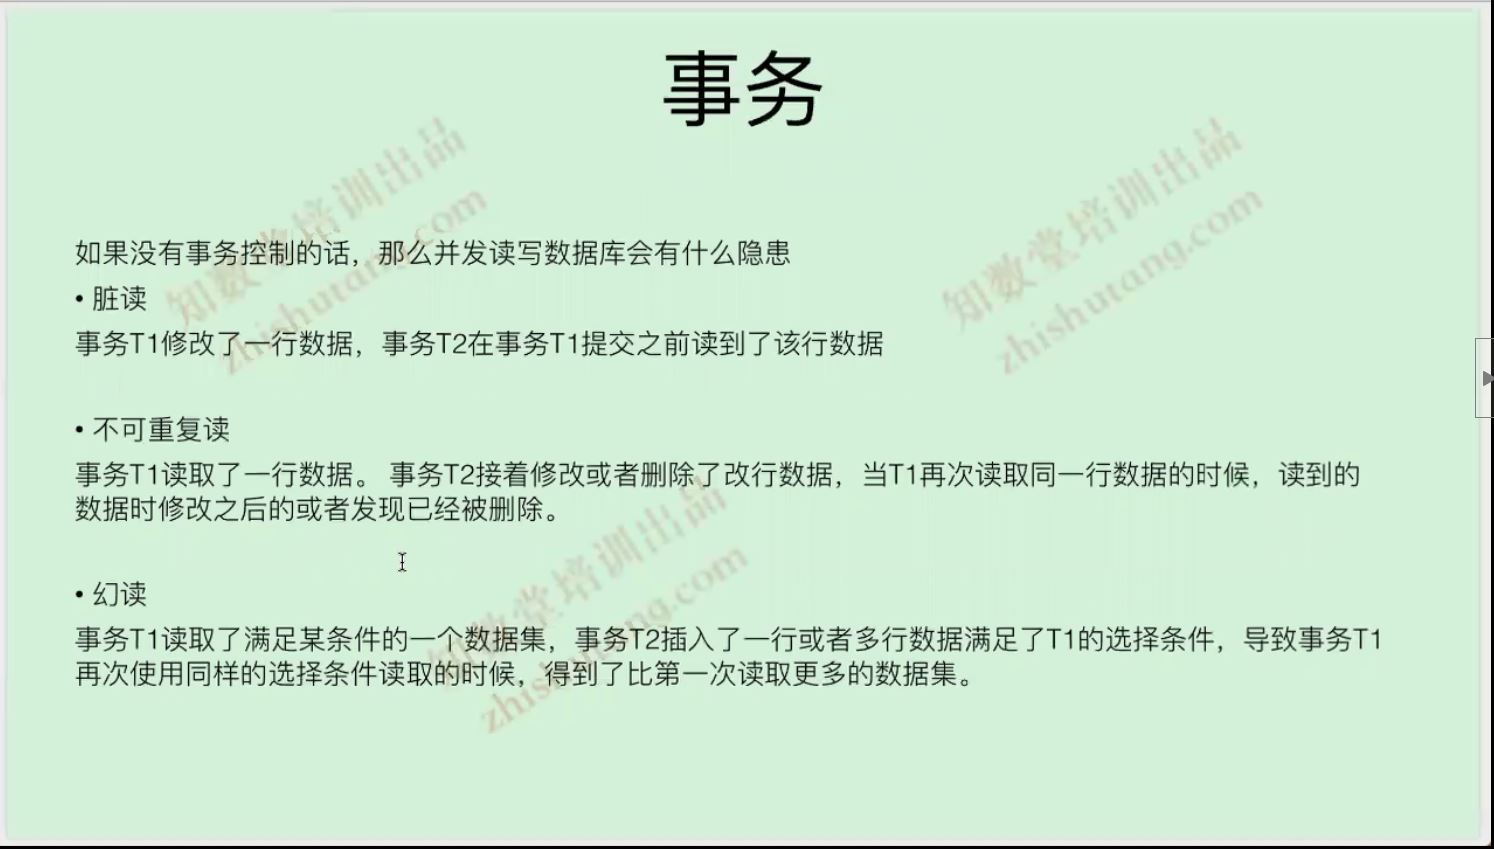 事务
如果没有事务控制的话，那么并发读写数据库会有什么隐患
• 脏读
事务T1修改了一行数据，事务T2在事务T1提交之前读到了该行数据
• 不可重复读
事务T1读取了一行数据。 事务T2接着修改或者删除了改行数据，当T1再次读取同一行数据的时候，读到的
数据时修改之后的或者发现已经被删除。
• 幻读
事务T1读取了满足某条件的一个数据集，事务T2插入了一行或者多行数据满足了T1的选择条件，导致事务T1
再次使用同样的选择条件读取的时候，得到了比第一次读取更多的数据集。
知数堂培训出品
zhishutang.com
知数堂培训出品
zhishutang.com
知数堂培训出品
zhishutang.com